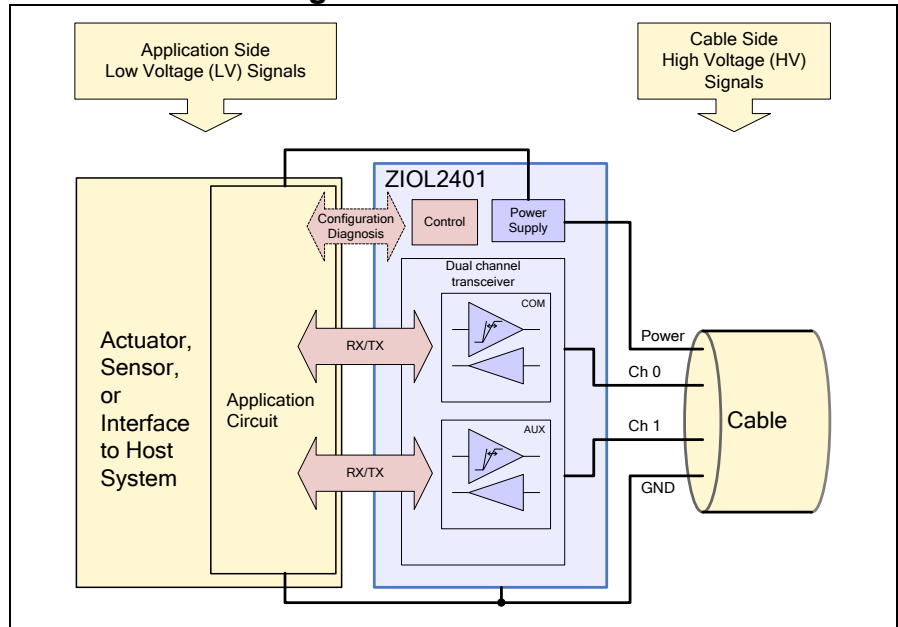 Application Side
Low Voltage (LV) Signals
Cable Side
High Voltage (HV)
Signals
ZIOL2401
Configuration
Diagnosis
Control
Power
Supply
Dual channel
transceiver
COM
RX/TX
Actuator,
Sensor,
or
Interface
to Host
System
Application
Circuit
AUX
RX/TX
Power
Ch 0
Ch 1
GND
Cable